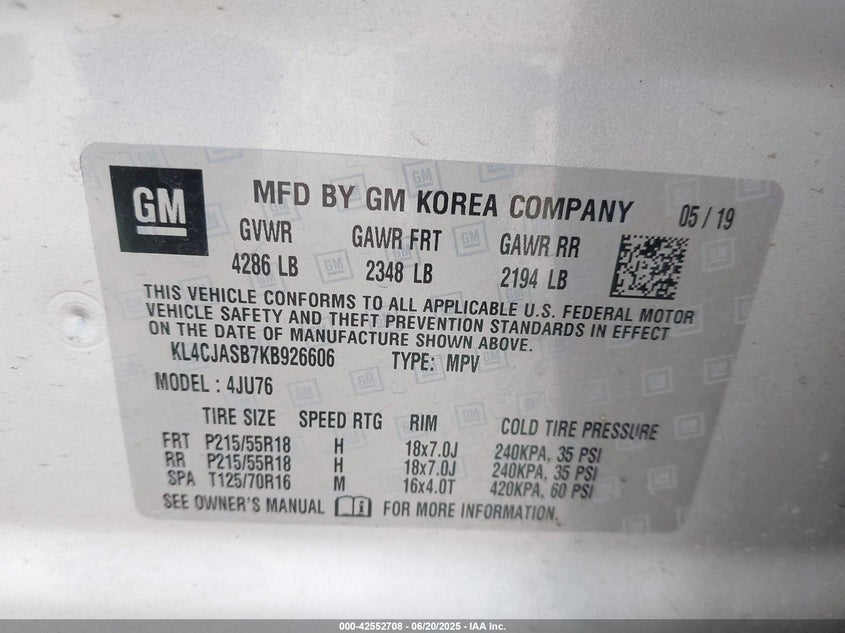 GM MFD BY GM KOREA COMPANY 05 / 19
GVWR GAWR FRT GAWR RR
4286 LB 2348 LB 2194 LB
THIS VEHICLE CONFORMS TO ALL APPLICABLE U.S. FEDERAL MOTOR
VEHICLE SAFETY AND THEFT PREVENTION STANDARDS IN EFFECT
ON THE DATE OF MANUFACTURE SHOWN ABOVE.
KL4CJASB7KB926606 TYPE: MPV
MODEL : 4JU76
TIRE SIZE SPEED RTG RIM COLD TIRE PRESSURE
FRT P215/55R18 H 18x7.0J 240KPA, 35 PSI
RR P215/55R18 H 18x7.0J 240KPA, 35 PSI
SPA T125/70R16 M 16x4.0T 420KPA, 60 PSI
SEE OWNER'S MANUAL FOR MORE INFORMATION.
000-42552708 - 06/20/2025 - IAA Inc.